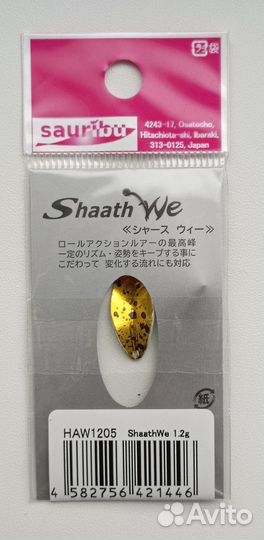 袋
sauribu
4243-17, Osatocho,
Hitachiota-shi, Ibaraki,
313-0125, Japan
Shaath We
≪シャース ウィー≫
ロールアクションルアーの最高峰
一定のリズム・姿勢をキープする事に
こだわって 変化する流れにも対応
紙
HAW1205 ShaathWe 1.2g
4 582756 421446
Avito